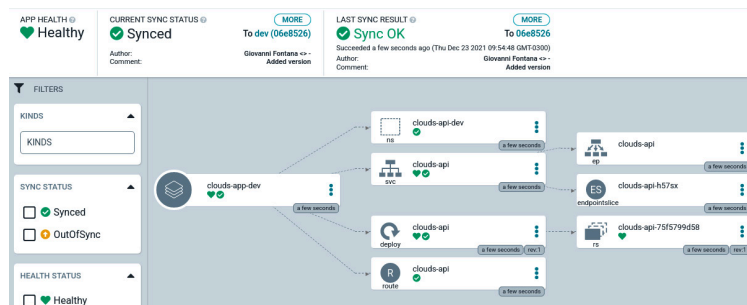 APP HEALTH
Healthy
CURRENT SYNC STATUS
MORE
Synced
To dev (06e8526)
Author:
Giovanni Fontana <> -
Comment:
Added version
LAST SYNC RESULT
MORE
Sync OK
To 06e8526
Succeeded a few seconds ago (Thu Dec 23 2021 09:54:48 GMT-0300)
Author:
Giovanni Fontana <> -
Comment:
Added version
FILTERS
KINDS
KINDS
SYNC STATUS
Synced
OutOfSync
HEALTH STATUS
Healthy
clouds-app-dev
a few seconds
ns
clouds-api-dev
a few seconds
svc
clouds-api
a few seconds
deploy
clouds-api
a few seconds
rev:1
R
route
clouds-api
a few seconds
ep
clouds-api
a few seconds
ES
endpointslice
clouds-api-h57sx
a few seconds
rs
clouds-api-75f5799d58
a few seconds
rev:1